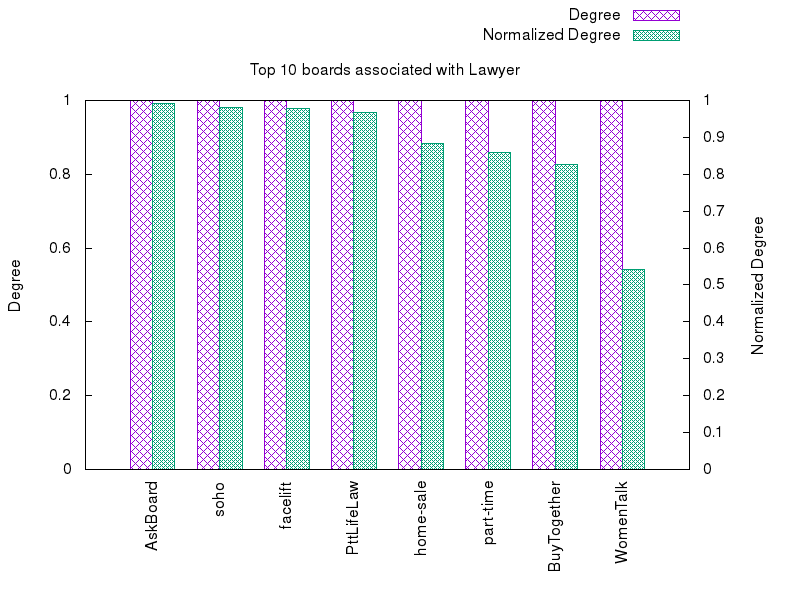 Degree
Normalized Degree
Top 10 boards associated with Lawyer
1
0.8
0.6
0.4
0.2
0
Degree
1
0.9
0.8
0.7
0.6
0.5
0.4
0.3
0.2
0.1
0
Normalized Degree
AskBoard
soho
facelift
PttLifeLaw
home-sale
part-time
BuyTogether
WomenTalk